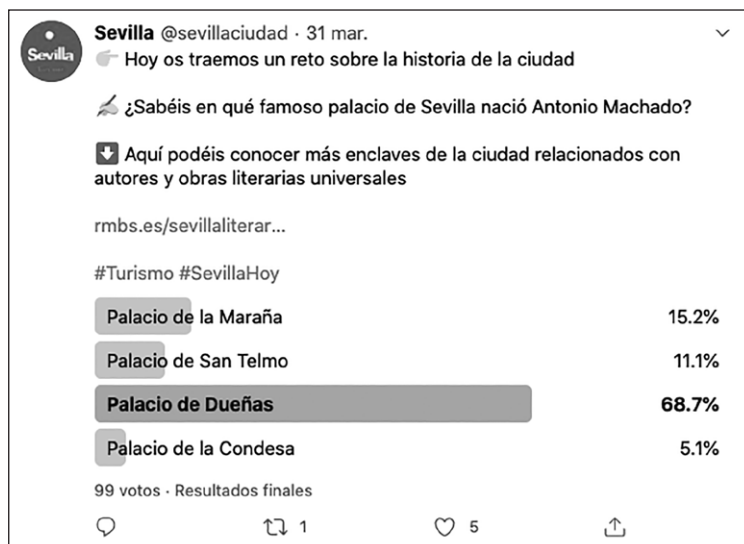 Sevilla @sevillaciudad · 31 mar.
Sevilla
Hoy os traemos un reto sobre la historia de la ciudad
¿Sabéis en qué famoso palacio de Sevilla nació Antonio Machado?
Aquí podéis conocer más enclaves de la ciudad relacionados con
autores y obras literarias universales
rmbs.es/sevillaliterar...
#Turismo #SevillaHoy
Palacio de la Maraña 15.2%
Palacio de San Telmo 11.1%
Palacio de Dueñas 68.7%
Palacio de la Condesa 5.1%
99 votos · Resultados finales
1 5